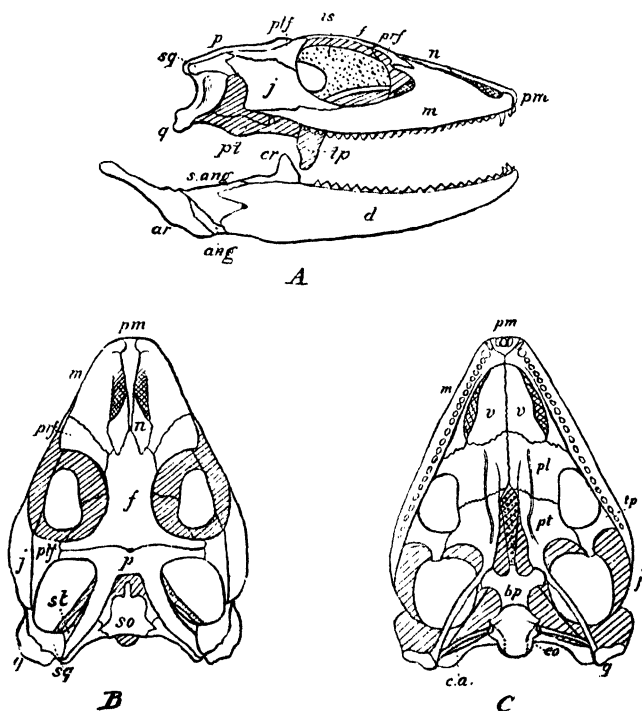 is
plf
f
prf
p
n
sq
j
m
pm
q
pt
cr
tp
s.ang
d
ar
ang
A
pm
m
prf
n
f
j
ptf
p
st
so
q
sq
B
pm
m
v v
pl
tp
pt
j
bp
eo
q
c.a.
C